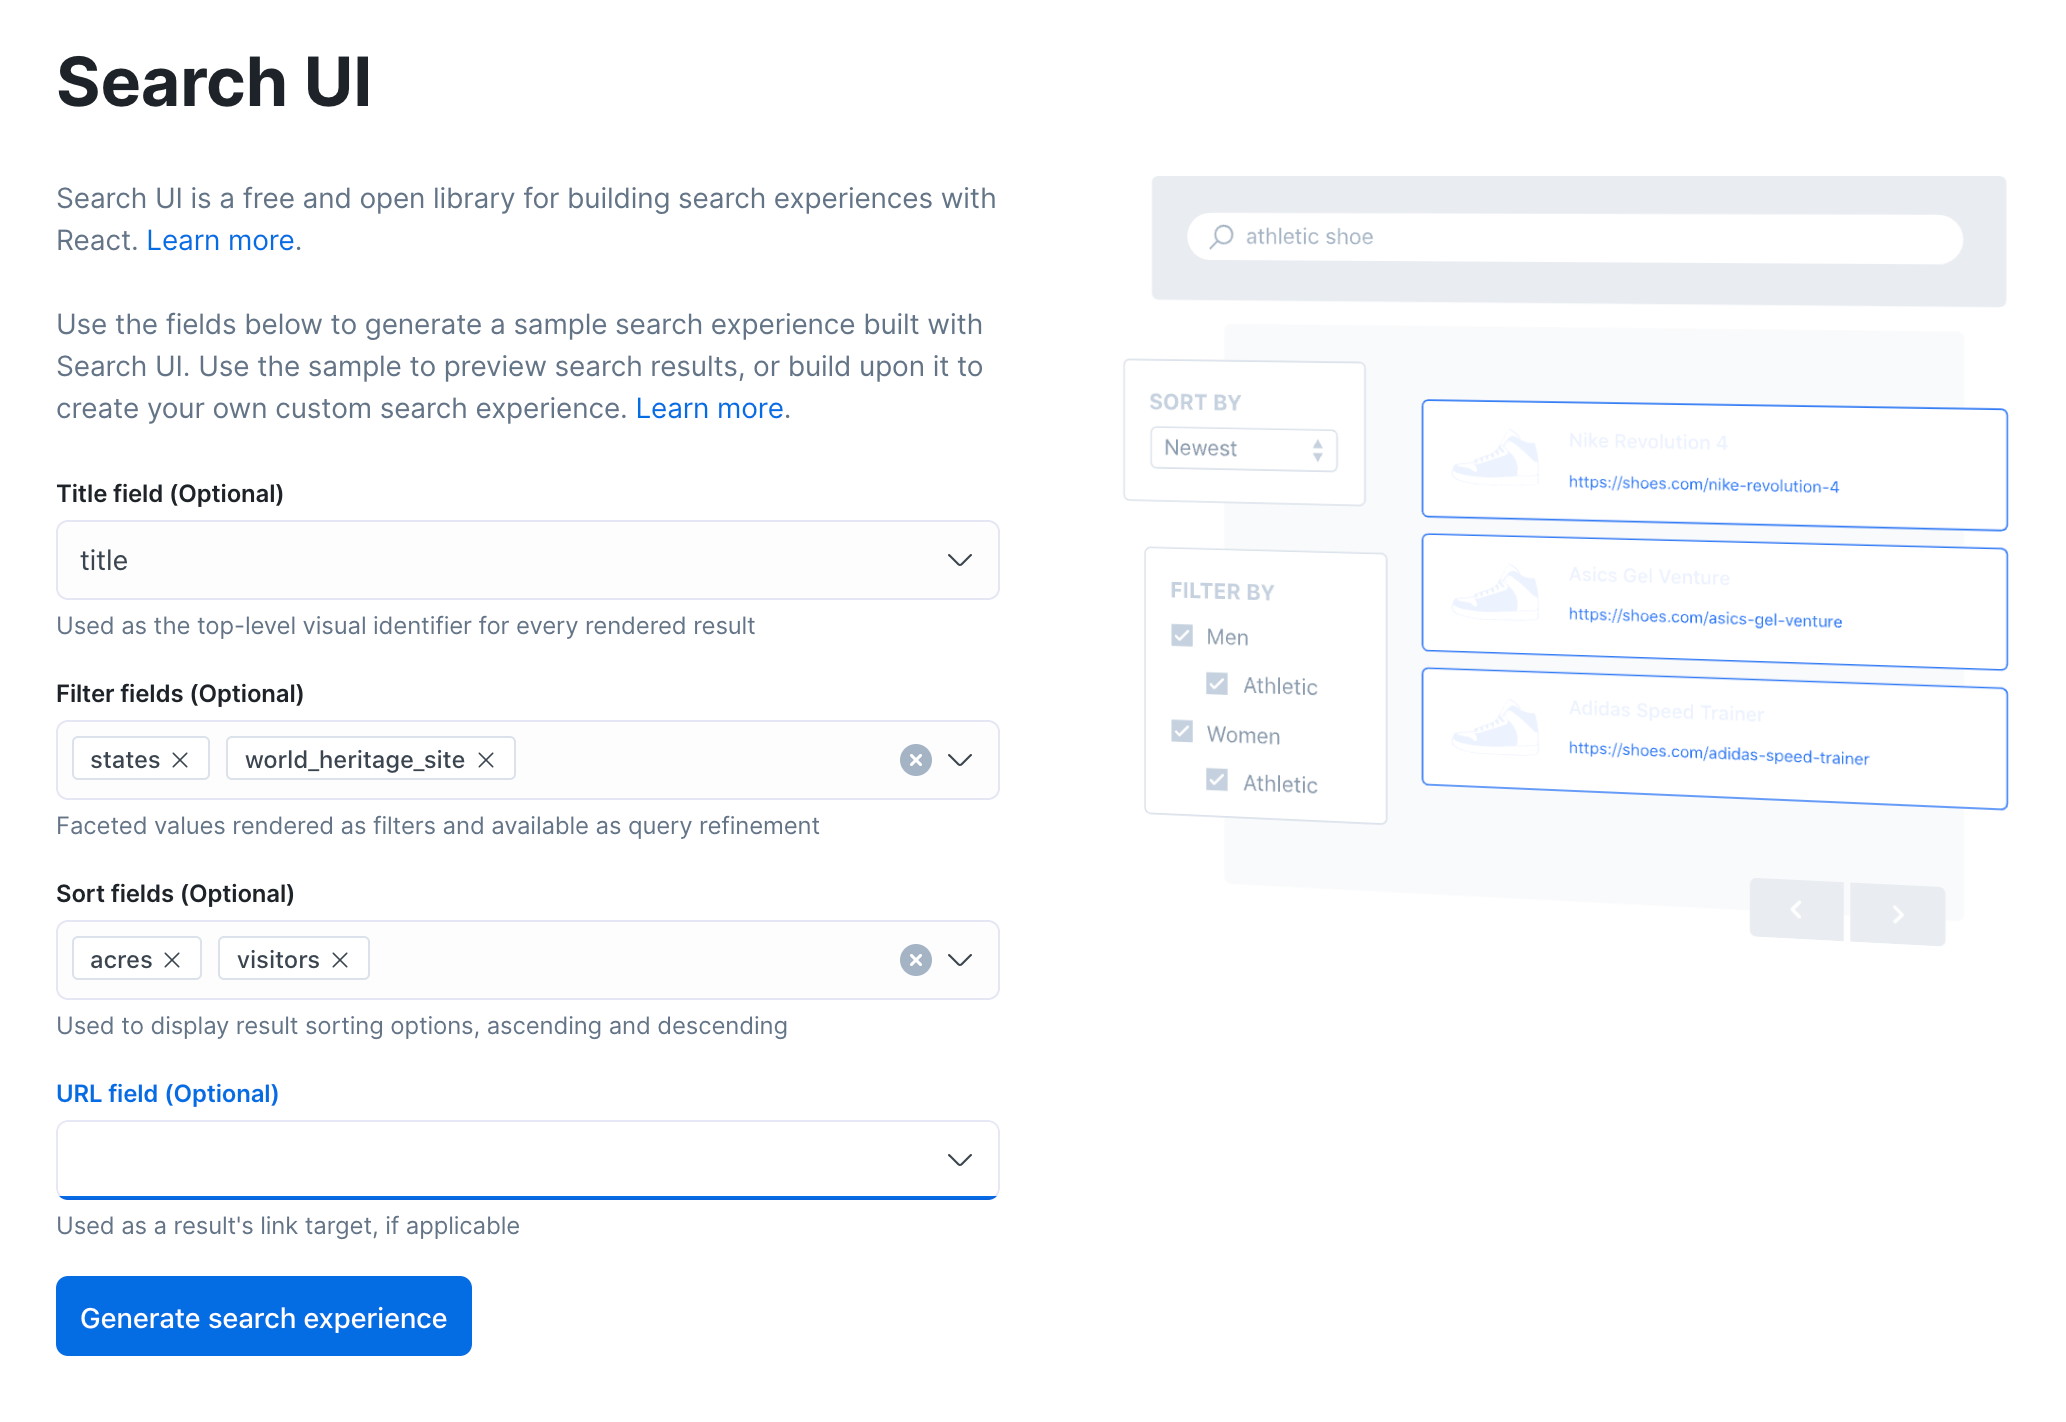 Search UI
Search UI is a free and open library for building search experiences with
React. Learn more.
Use the fields below to generate a sample search experience built with
Search UI. Use the sample to preview search results, or build upon it to
create your own custom search experience. Learn more.
Title field (Optional)
title
Used as the top-level visual identifier for every rendered result
Filter fields (Optional)
states
world_heritage_site
Faceted values rendered as filters and available as query refinement
Sort fields (Optional)
acres
visitors
Used to display result sorting options, ascending and descending
URL field (Optional)
Used as a result's link target, if applicable
Generate search experience
athletic shoe
SORT BY
Newest
FILTER BY
Men
Athletic
Women
Athletic
Nike Revolution 4
https://shoes.com/nike-revolution-4
Asics Gel Venture
https://shoes.com/asics-gel-venture
Adidas Speed Trainer
https://shoes.com/adidas-speed-trainer